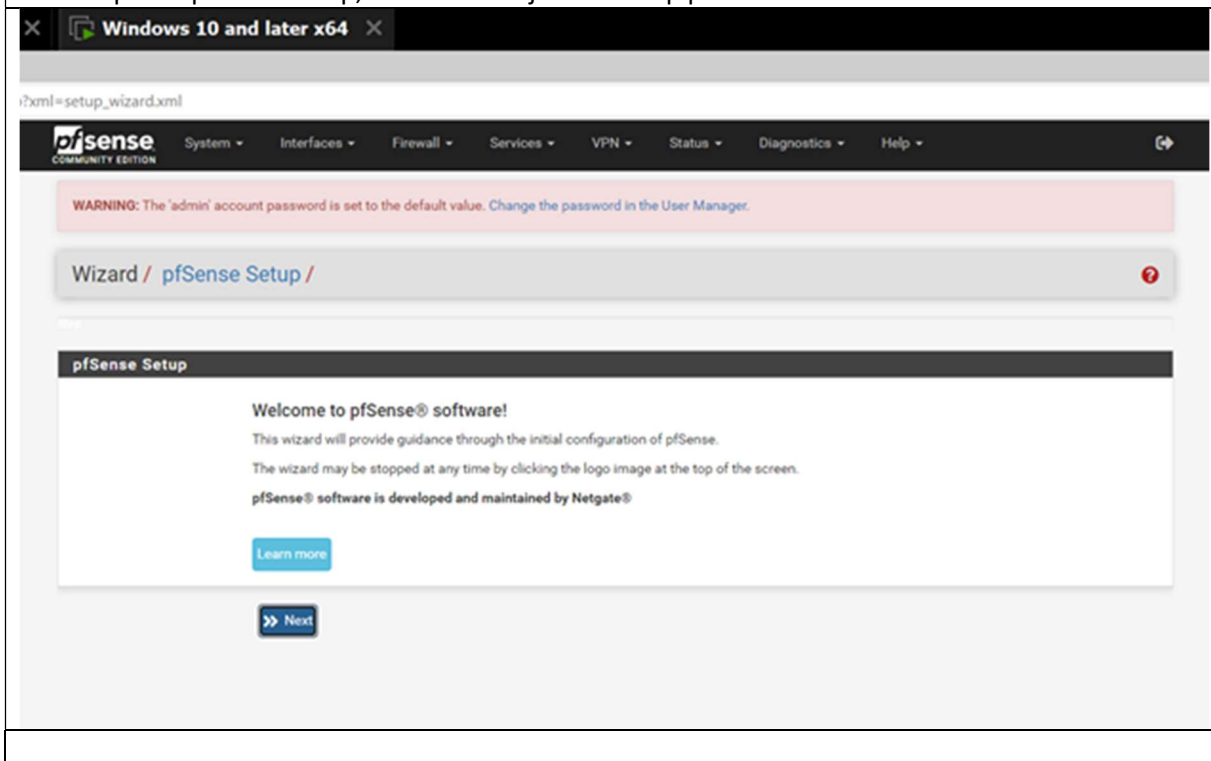 Windows 10 and later x64
?xml=setup_wizard.xml
pfsense System Interfaces Firewall Services VPN Status Diagnostics Help
COMMUNITY EDITION
WARNING: The 'admin' account password is set to the default value. Change the password in the User Manager.
Wizard / pfSense Setup /
pfSense Setup
Welcome to pfSense® software!
This wizard will provide guidance through the initial configuration of pfSense.
The wizard may be stopped at any time by clicking the logo image at the top of the screen.
pfSense® software is developed and maintained by Netgate®
Learn more
Next